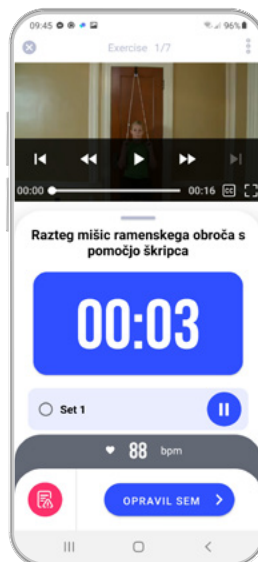 09:45
96%
Exercise 1/7
00:00
00:16
CC
Razteg mišic ramenskega obroča s
pomočjo škripca
00:03
Set 1
88 bpm
OPRAVIL SEM